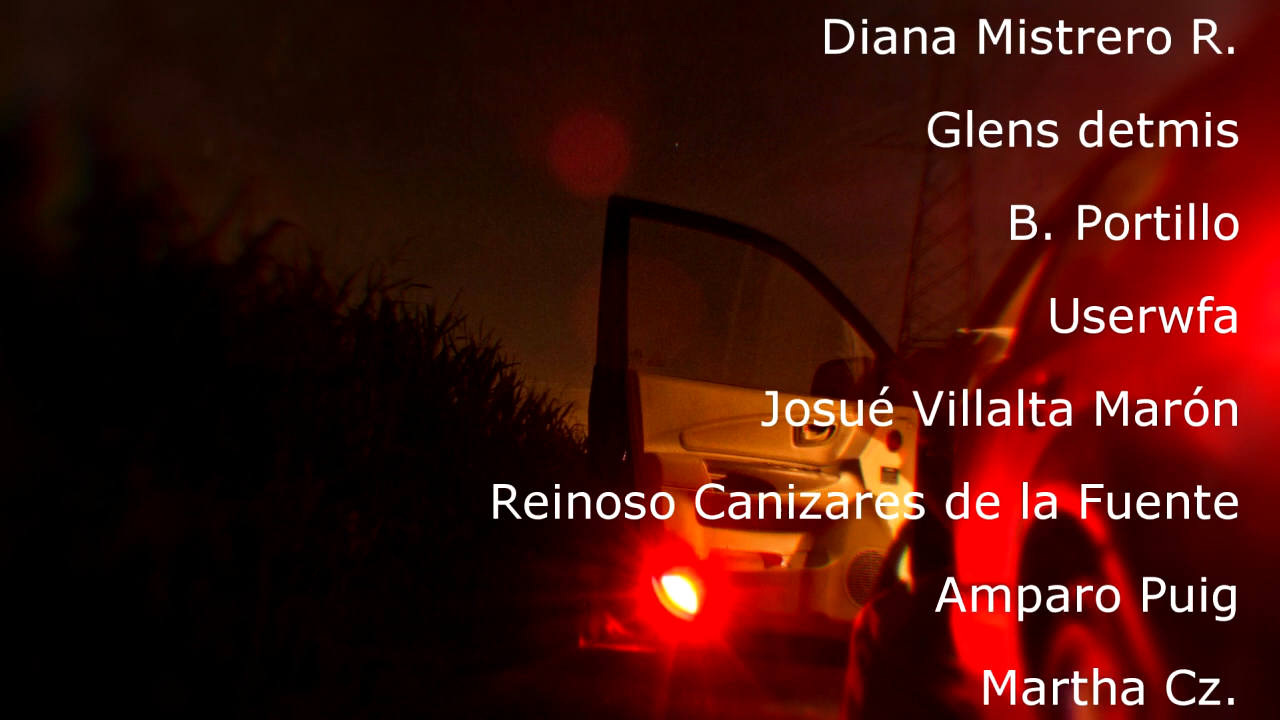 Diana Mistrero R.
Glens detmis
B. Portillo
Userwfa
Josué Villalta Marón
Reinoso Canizares de la Fuente
Amparo Puig
Martha Cz.